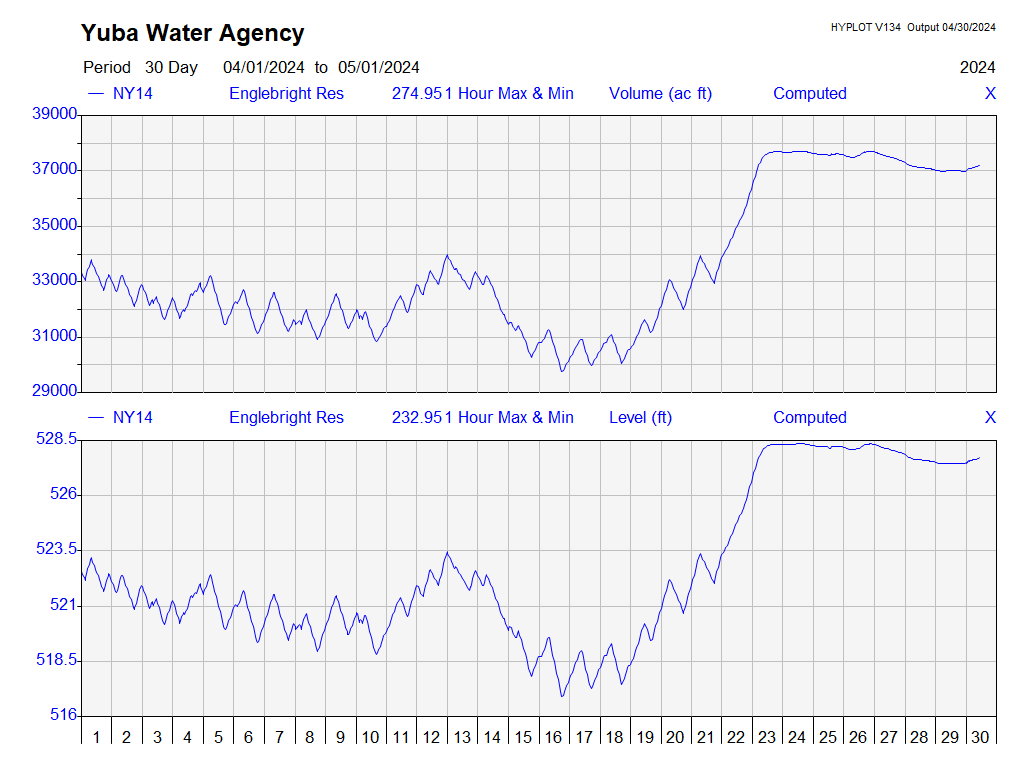 Yuba Water Agency
HYPLOT V134 Output 04/30/2024
Period 30 Day 04/01/2024 to 05/01/2024 2024
NY14 Englebright Res 274.951 Hour Max & Min Volume (ac ft) Computed X
39000
37000
35000
33000
31000
29000
NY14 Englebright Res 232.951 Hour Max & Min Level (ft) Computed X
528.5
526
523.5
521
518.5
516
1 2 3 4 5 6 7 8 9 10 11 12 13 14 15 16 17 18 19 20 21 22 23 24 25 26 27 28 29 30